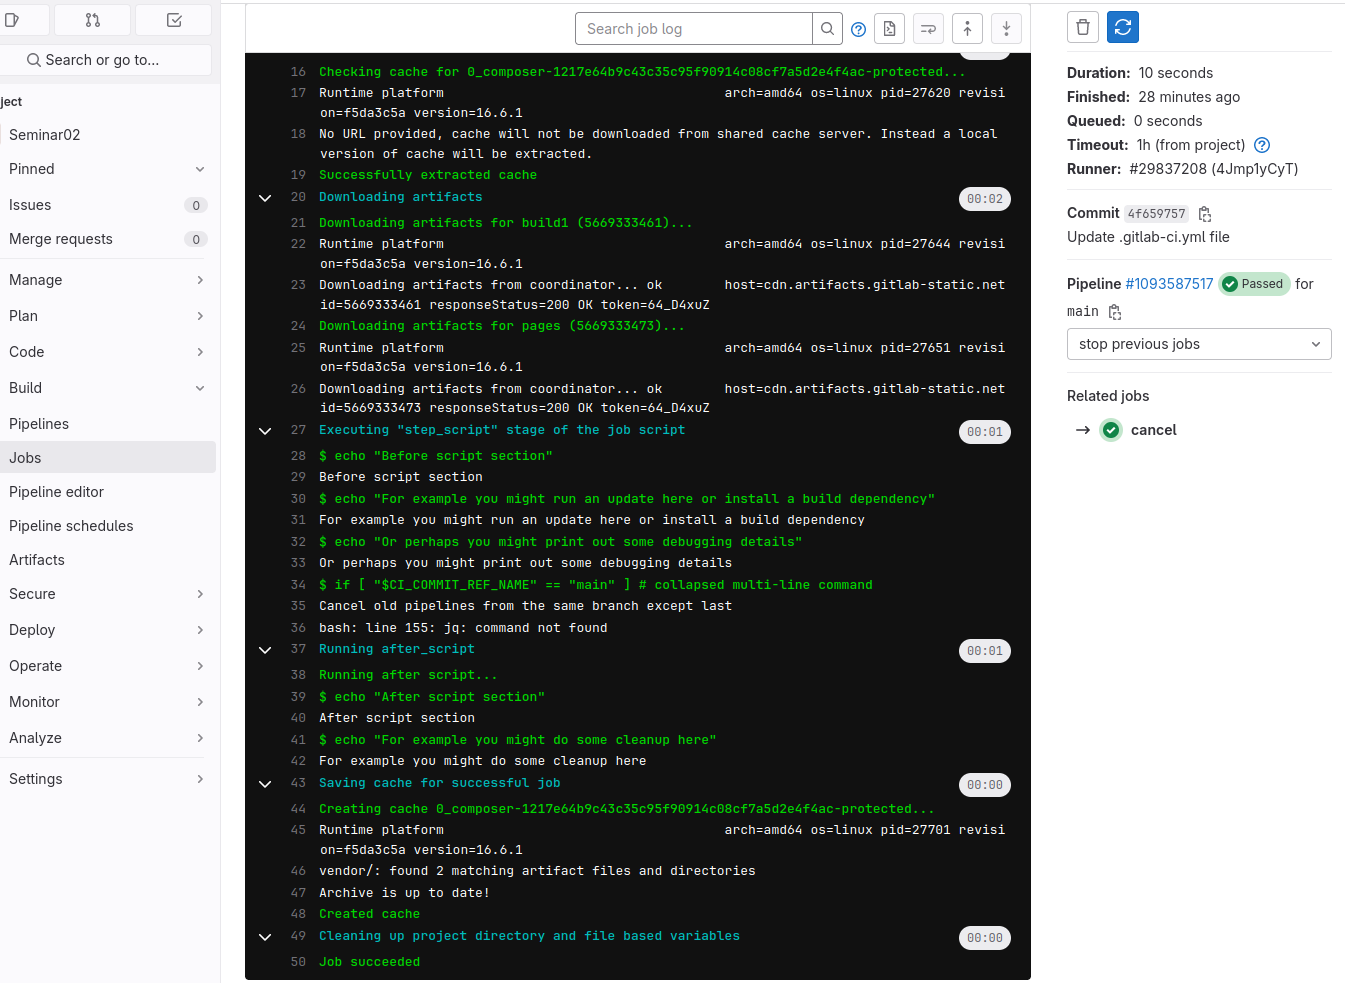 Search or go to...
ject
Seminar02
Pinned
Issues 0
Merge requests 0
Manage
Plan
Code
Build
Pipelines
Jobs
Pipeline editor
Pipeline schedules
Artifacts
Secure
Deploy
Operate
Monitor
Analyze
Settings
Search job log
16 Checking cache for 0_composer-1217e64b9c43c35c95f90914c08cf7a5d2e4f4ac-protected...
17 Runtime platform arch=amd64 os=linux pid=27620 revisi
on=f5da3c5a version=16.6.1
18 No URL provided, cache will not be downloaded from shared cache server. Instead a local
version of cache will be extracted.
19 Successfully extracted cache
20 Downloading artifacts 00:02
21 Downloading artifacts for build1 (5669333461)...
22 Runtime platform arch=amd64 os=linux pid=27644 revisi
on=f5da3c5a version=16.6.1
23 Downloading artifacts from coordinator... ok host=cdn.artifacts.gitlab-static.net
id=5669333461 responseStatus=200 OK token=64_D4xuZ
24 Downloading artifacts for pages (5669333473)...
25 Runtime platform arch=amd64 os=linux pid=27651 revisi
on=f5da3c5a version=16.6.1
26 Downloading artifacts from coordinator... ok host=cdn.artifacts.gitlab-static.net
id=5669333473 responseStatus=200 OK token=64_D4xuZ
27 Executing "step_script" stage of the job script 00:01
28 $ echo "Before script section"
29 Before script section
30 $ echo "For example you might run an update here or install a build dependency"
31 For example you might run an update here or install a build dependency
32 $ echo "Or perhaps you might print out some debugging details"
33 Or perhaps you might print out some debugging details
34 $ if [ "$CI_COMMIT_REF_NAME" == "main" ] # collapsed multi-line command
35 Cancel old pipelines from the same branch except last
36 bash: line 155: jq: command not found
37 Running after_script 00:01
38 Running after script...
39 $ echo "After script section"
40 After script section
41 $ echo "For example you might do some cleanup here"
42 For example you might do some cleanup here
43 Saving cache for successful job 00:00
44 Creating cache 0_composer-1217e64b9c43c35c95f90914c08cf7a5d2e4f4ac-protected...
45 Runtime platform arch=amd64 os=linux pid=27701 revisi
on=f5da3c5a version=16.6.1
46 vendor/: found 2 matching artifact files and directories
47 Archive is up to date!
48 Created cache
49 Cleaning up project directory and file based variables 00:00
50 Job succeeded
Duration: 10 seconds
Finished: 28 minutes ago
Queued: 0 seconds
Timeout: 1h (from project)
Runner: #29837208 (4Jmp1yCyT)
Commit 4f659757
Update .gitlab-ci.yml file
Pipeline #1093587517 Passed for
main
stop previous jobs
Related jobs
→ cancel